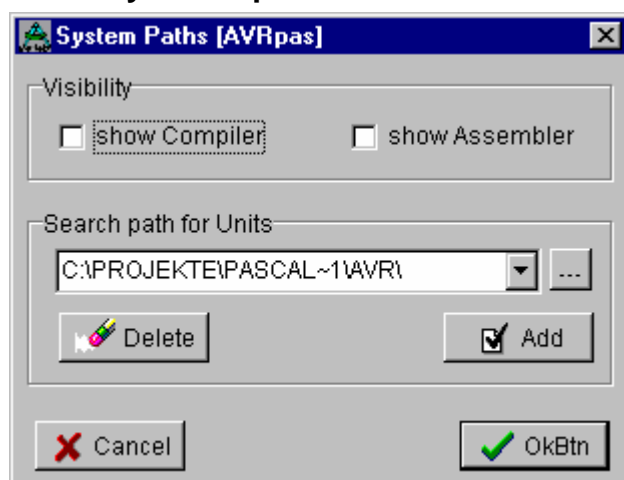 System Paths [AVRpas]
Visibility
show Compiler
show Assembler
Search path for Units
C:\PROJEKTE\PASCAL~1\AVR\
...
Delete
Add
Cancel
OkBtn